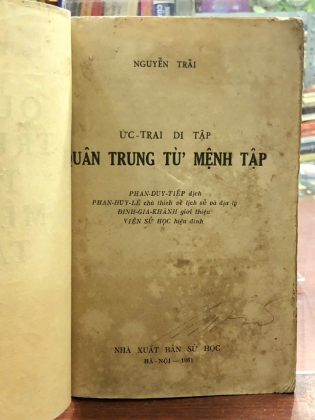 NGUYỄN TRÃI
ỨC-TRAI DI TẬP
QUÂN TRUNG TỪ MỆNH TẬP
PHAN-DUY-TIẾP dịch
PHAN-HUY-LÊ chú thích về lịch sử và địa lý
ĐINH-GIA-KHÁNH giới thiệu
VIỆN SỬ HỌC hiệu đính
NHÀ XUẤT BẢN SỬ HỌC
HÀ-NỘI — 1961